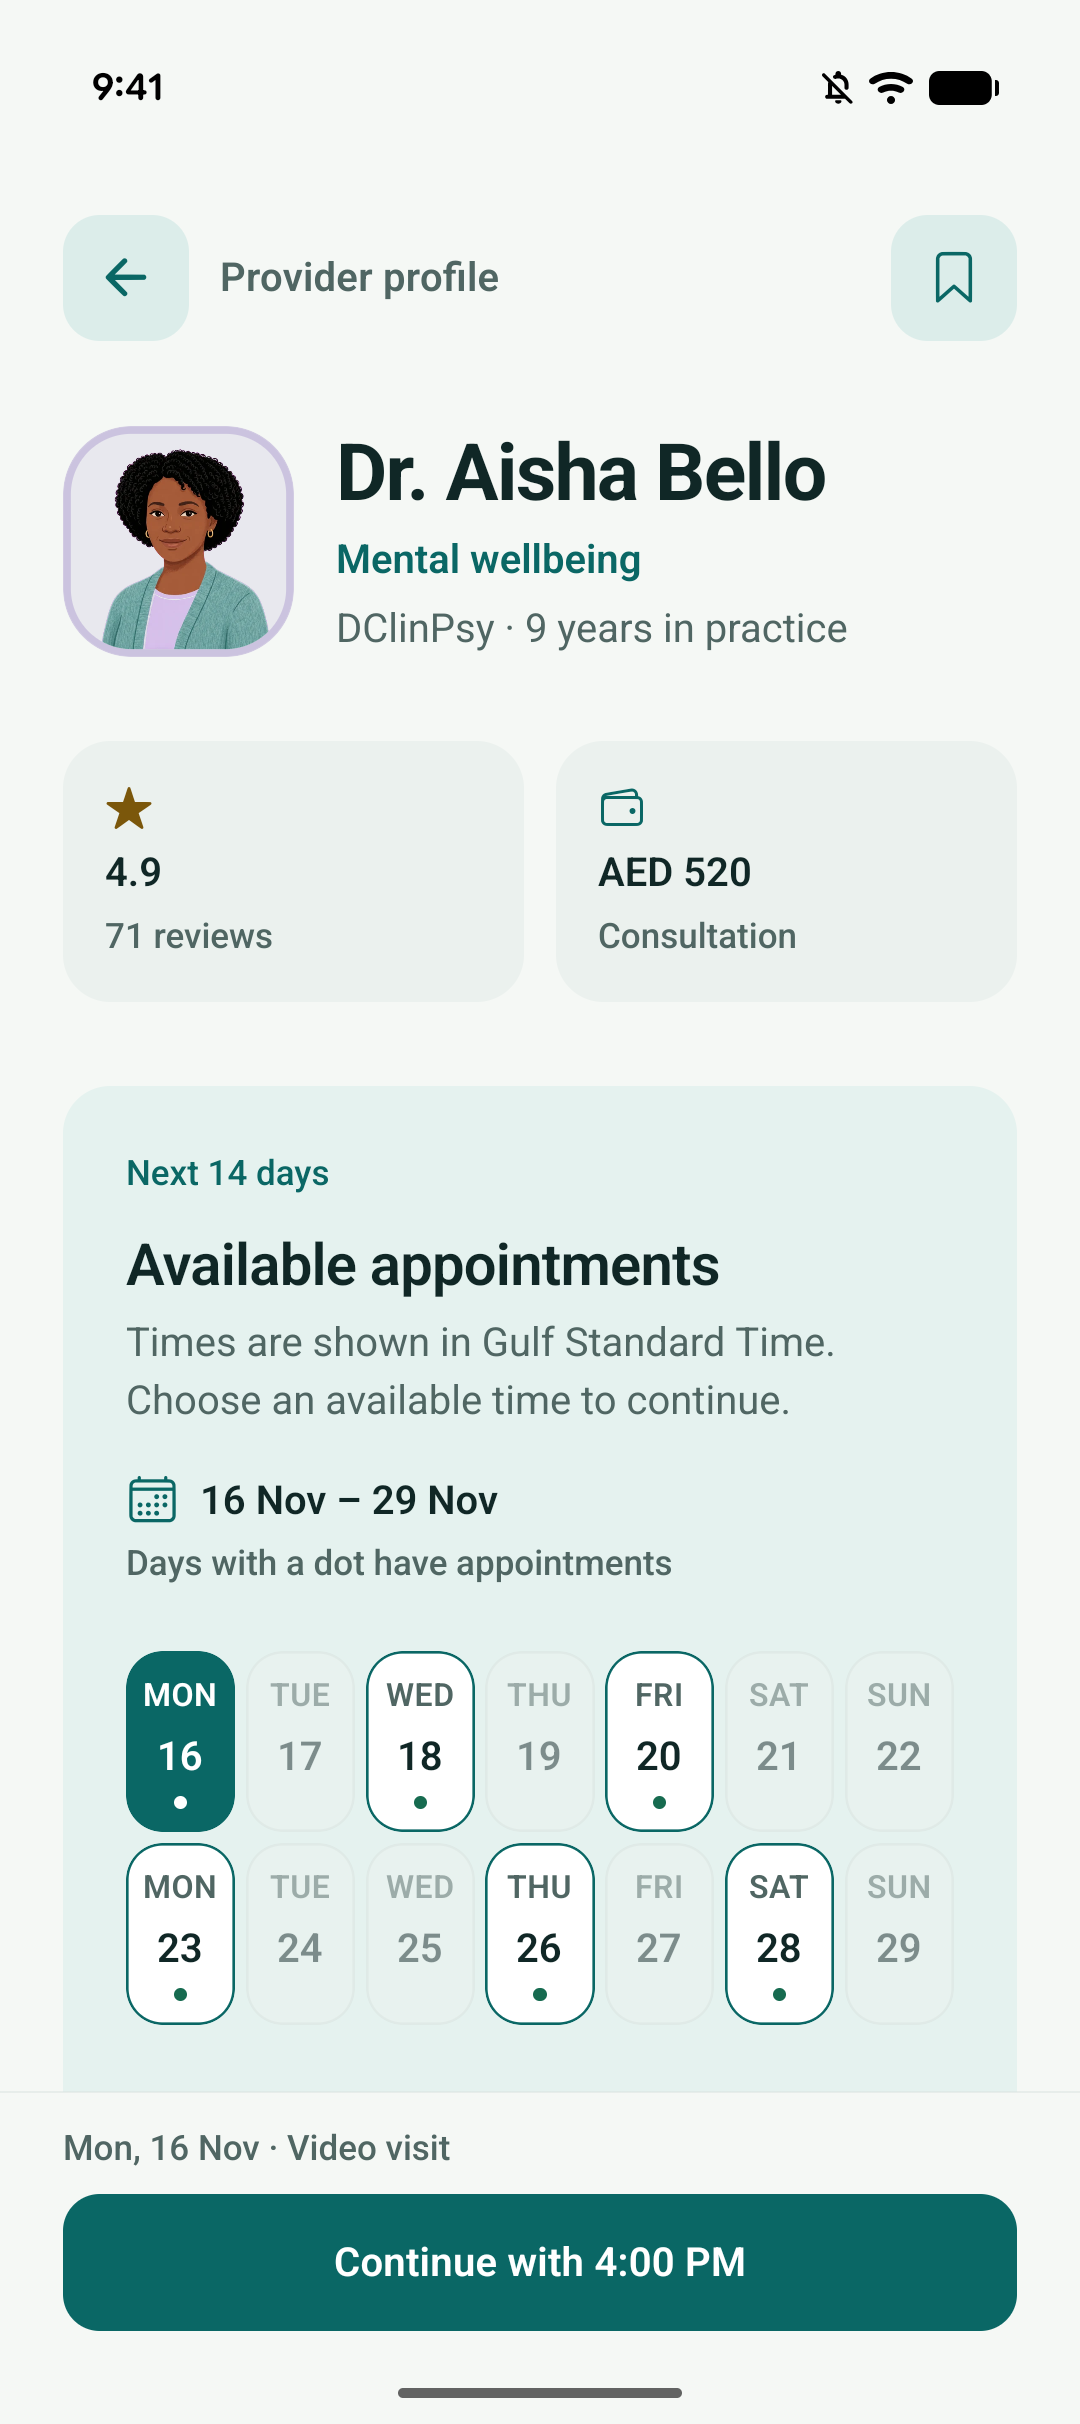 9:41
Provider profile
Dr. Aisha Bello
Mental wellbeing
DClinPsy · 9 years in practice
4.9
71 reviews
AED 520
Consultation
Next 14 days
Available appointments
Times are shown in Gulf Standard Time.
Choose an available time to continue.
16 Nov – 29 Nov
Days with a dot have appointments
MON TUE WED THU FRI SAT SUN
16 17 18 19 20 21 22
MON TUE WED THU FRI SAT SUN
23 24 25 26 27 28 29
Mon, 16 Nov · Video visit
Continue with 4:00 PM